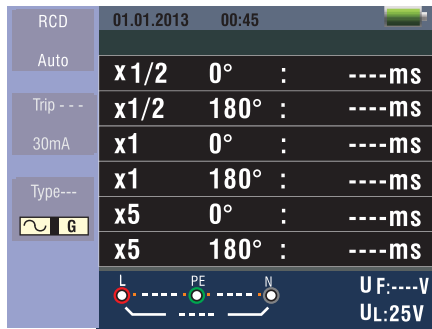 RCD
Auto
Trip - - -
30mA
Type---
G
01.01.2013 00:45
x1/2 0° : ----ms
x1/2 180° : ----ms
x1 0° : ----ms
x1 180° : ----ms
x5 0° : ----ms
x5 180° : ----ms
L PE N
----
UF:----V
UL:25V